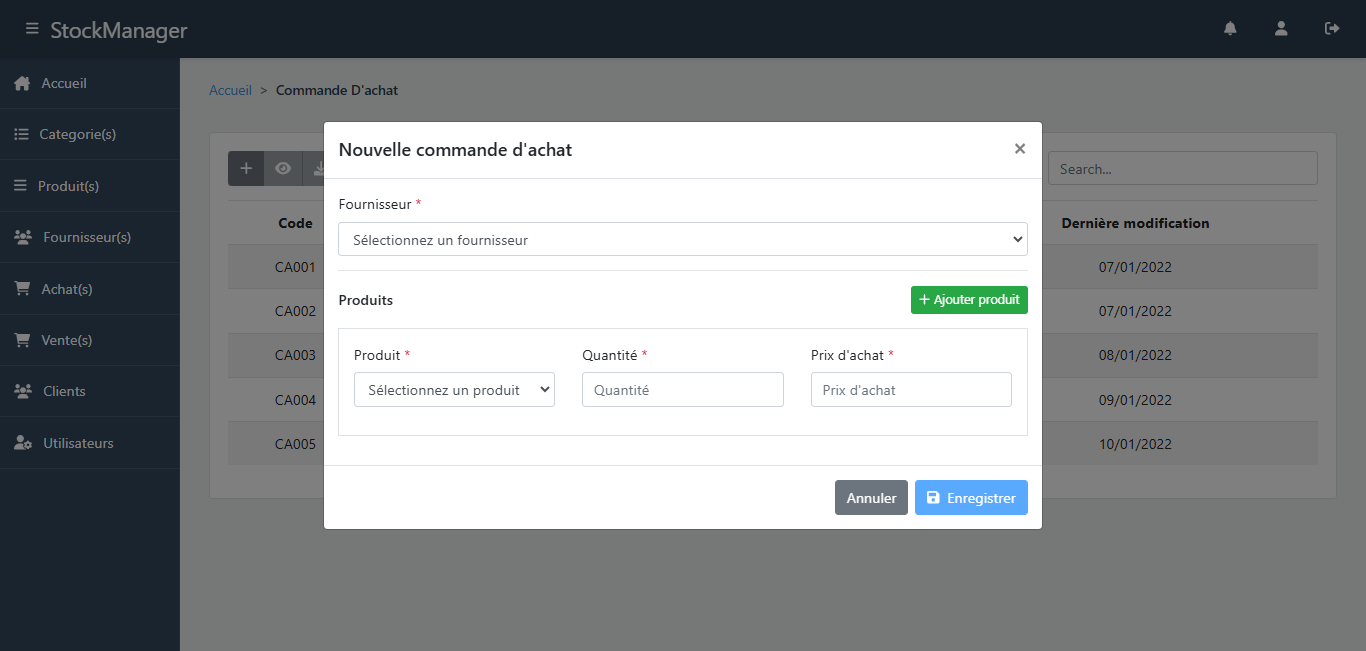 StockManager
Accueil
Categorie(s)
Produit(s)
Fournisseur(s)
Achat(s)
Vente(s)
Clients
Utilisateurs
Accueil > Commande D'achat
Search...
Code
Dernière modification
CA001
07/01/2022
CA002
07/01/2022
CA003
08/01/2022
CA004
09/01/2022
CA005
10/01/2022
Nouvelle commande d'achat ×
Fournisseur *
Sélectionnez un fournisseur
Produits
+ Ajouter produit
Produit * Quantité * Prix d'achat *
Sélectionnez un produit Quantité Prix d'achat
Annuler Enregistrer